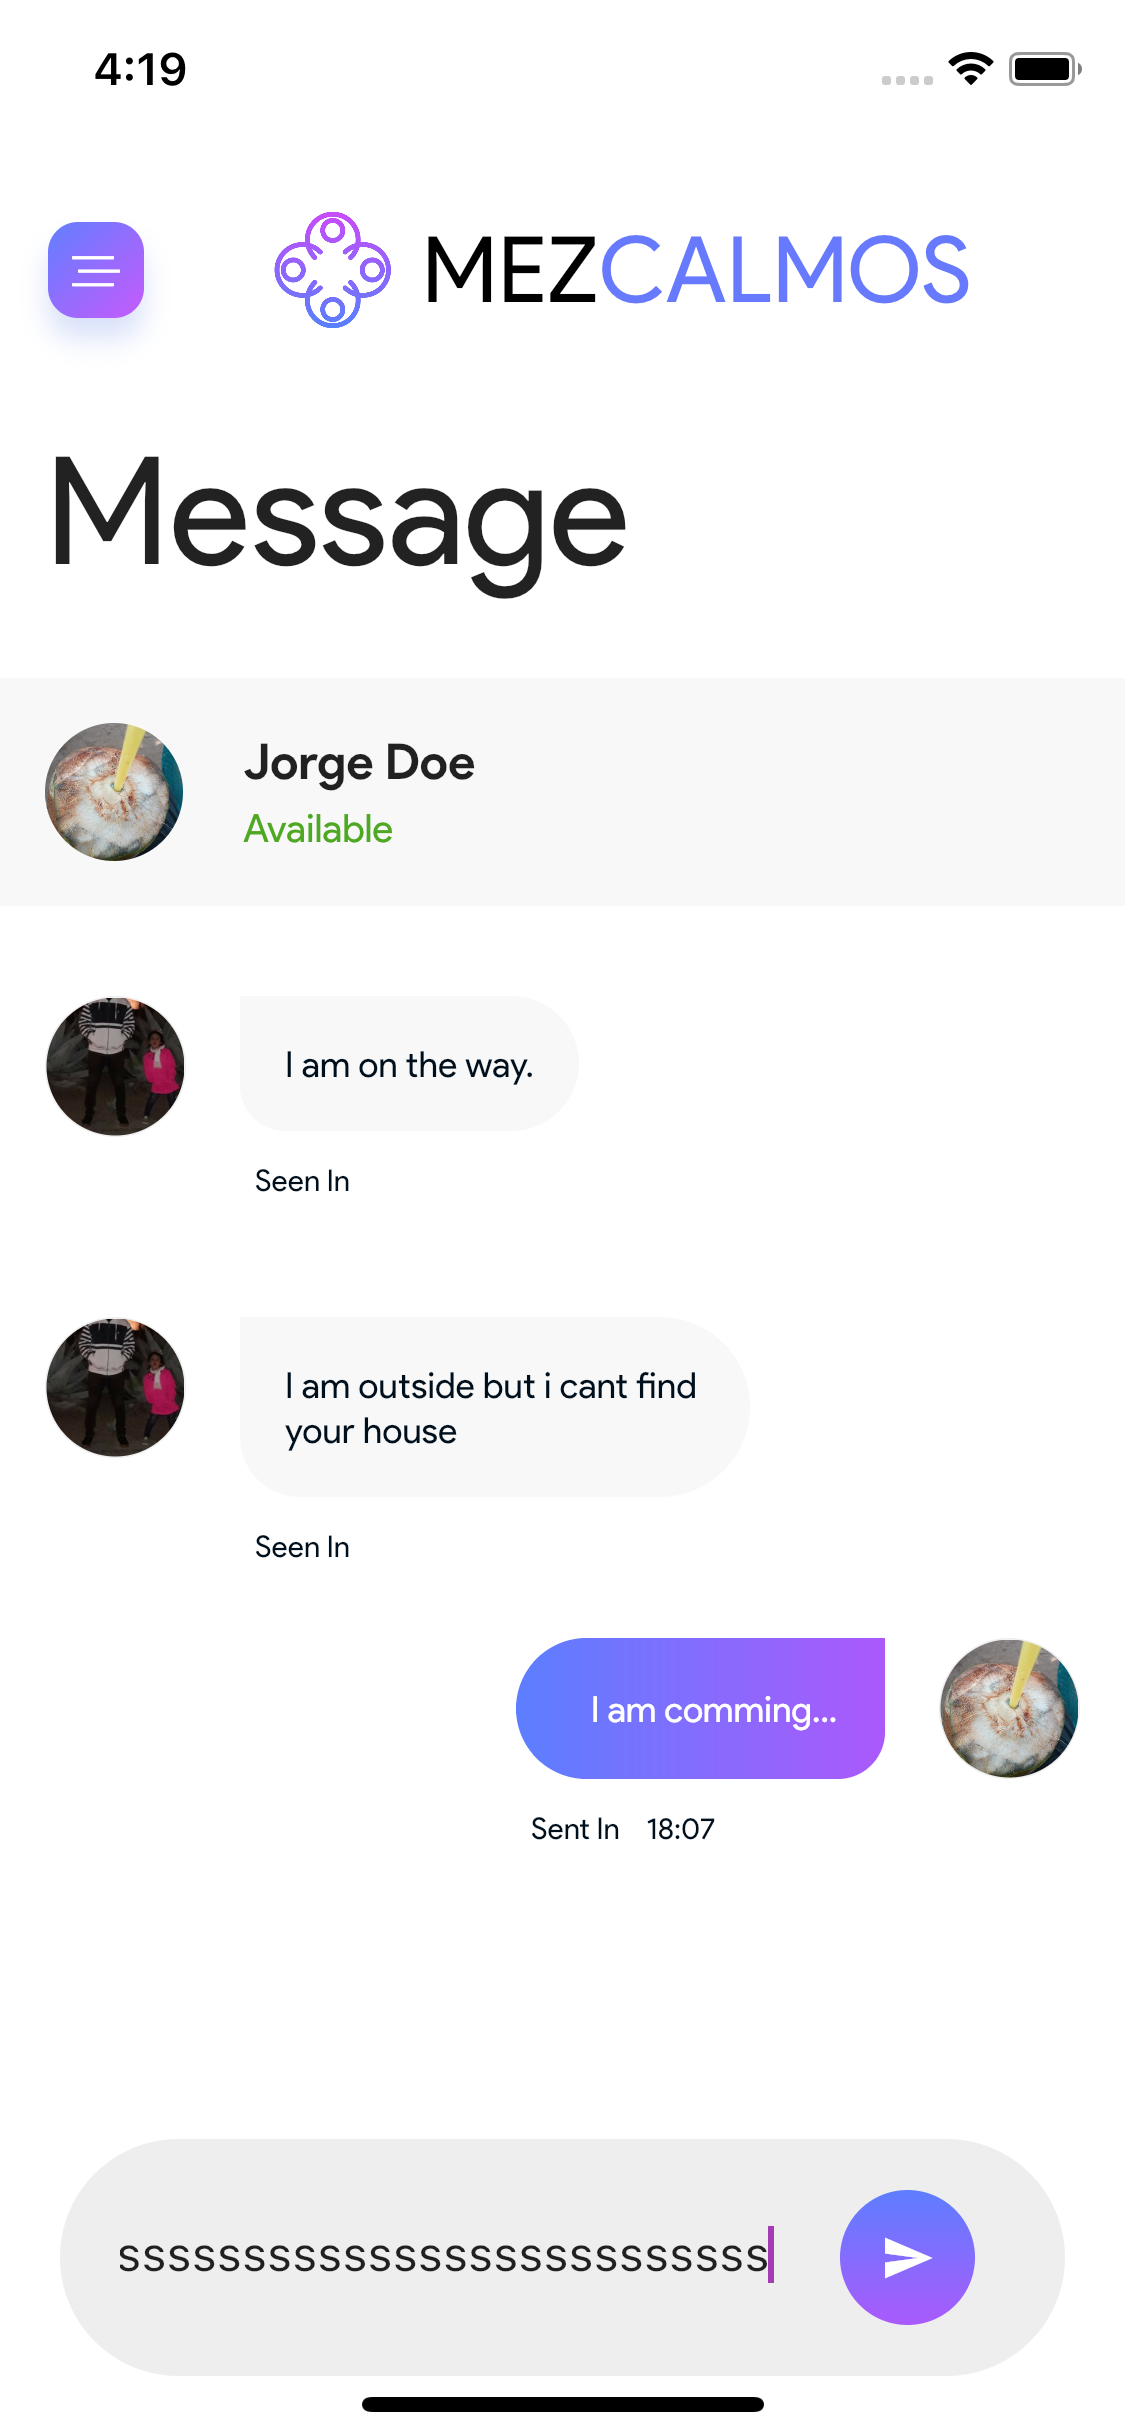 4:19
MEZCALMOS
Message
Jorge Doe
Available
I am on the way.
Seen In
I am outside but i cant find
your house
Seen In
I am comming...
Sent In 18:07
ssssssssssssssssssssssssss